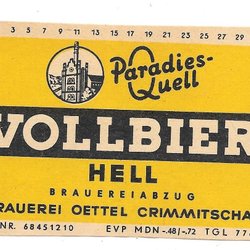 3 5 7 9 11 13 15 17 19 21 23 25 27 29
Paradies-
Quell
VOLLBIER
HELL
BRAUEREIABZUG
RAUEREI OETTEL CRIMMITSCHA
NR. 68451210 EVP MDN -.48/-.72 TGL 77